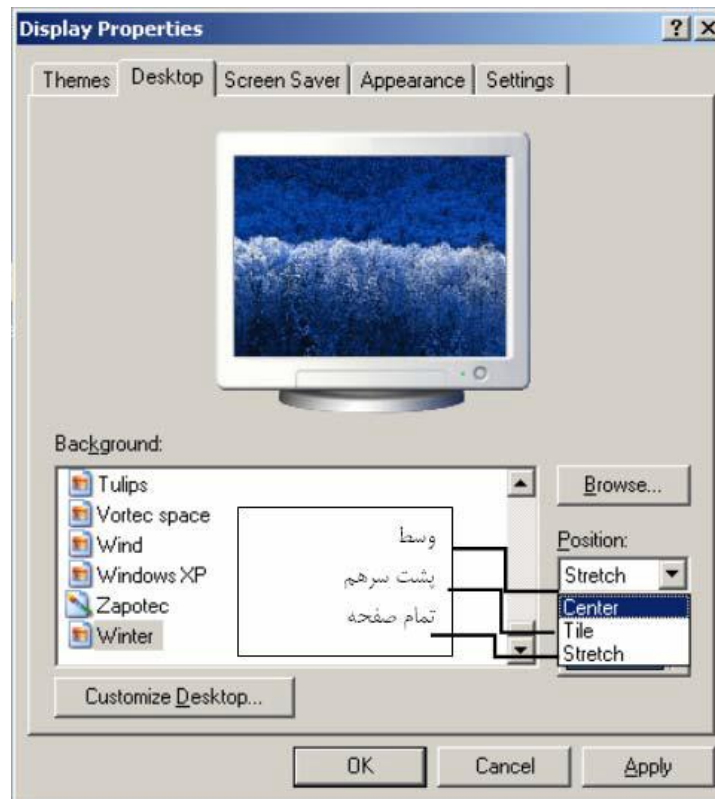 Display Properties
Themes Desktop Screen Saver Appearance Settings
Background:
Tulips
Vortec space
Wind
Windows XP
Zapotec
Winter
وسط
پشت سرهم
تمام صفحه
Browse...
Position:
Stretch
Center
Tile
Stretch
Customize Desktop...
OK Cancel Apply